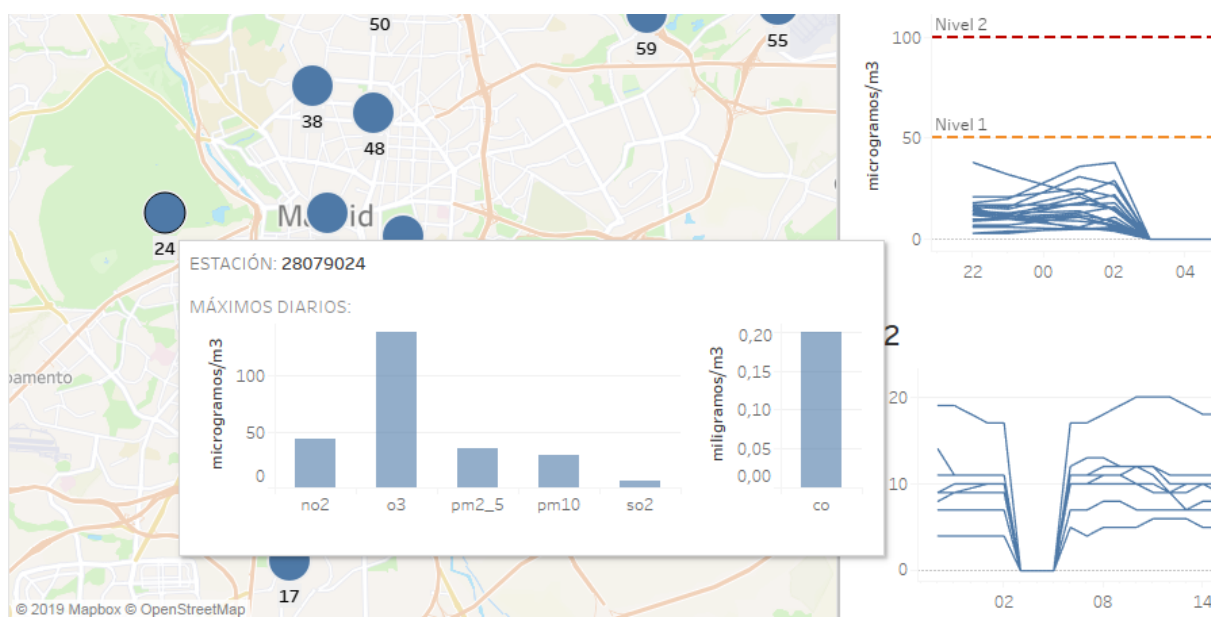 50
59
55
38
48
Madrid
24
ESTACIÓN: 28079024
MÁXIMOS DIARIOS:
microgramos/m3
100
50
0
no2
o3
pm2_5
pm10
so2
miligramos/m3
0,20
0,15
0,10
0,05
0,00
co
pamento
17
© 2019 Mapbox © OpenStreetMap
Nivel 2
100
microgramos/m3
Nivel 1
50
0
22
00
02
04
2
20
10
0
02
08
14